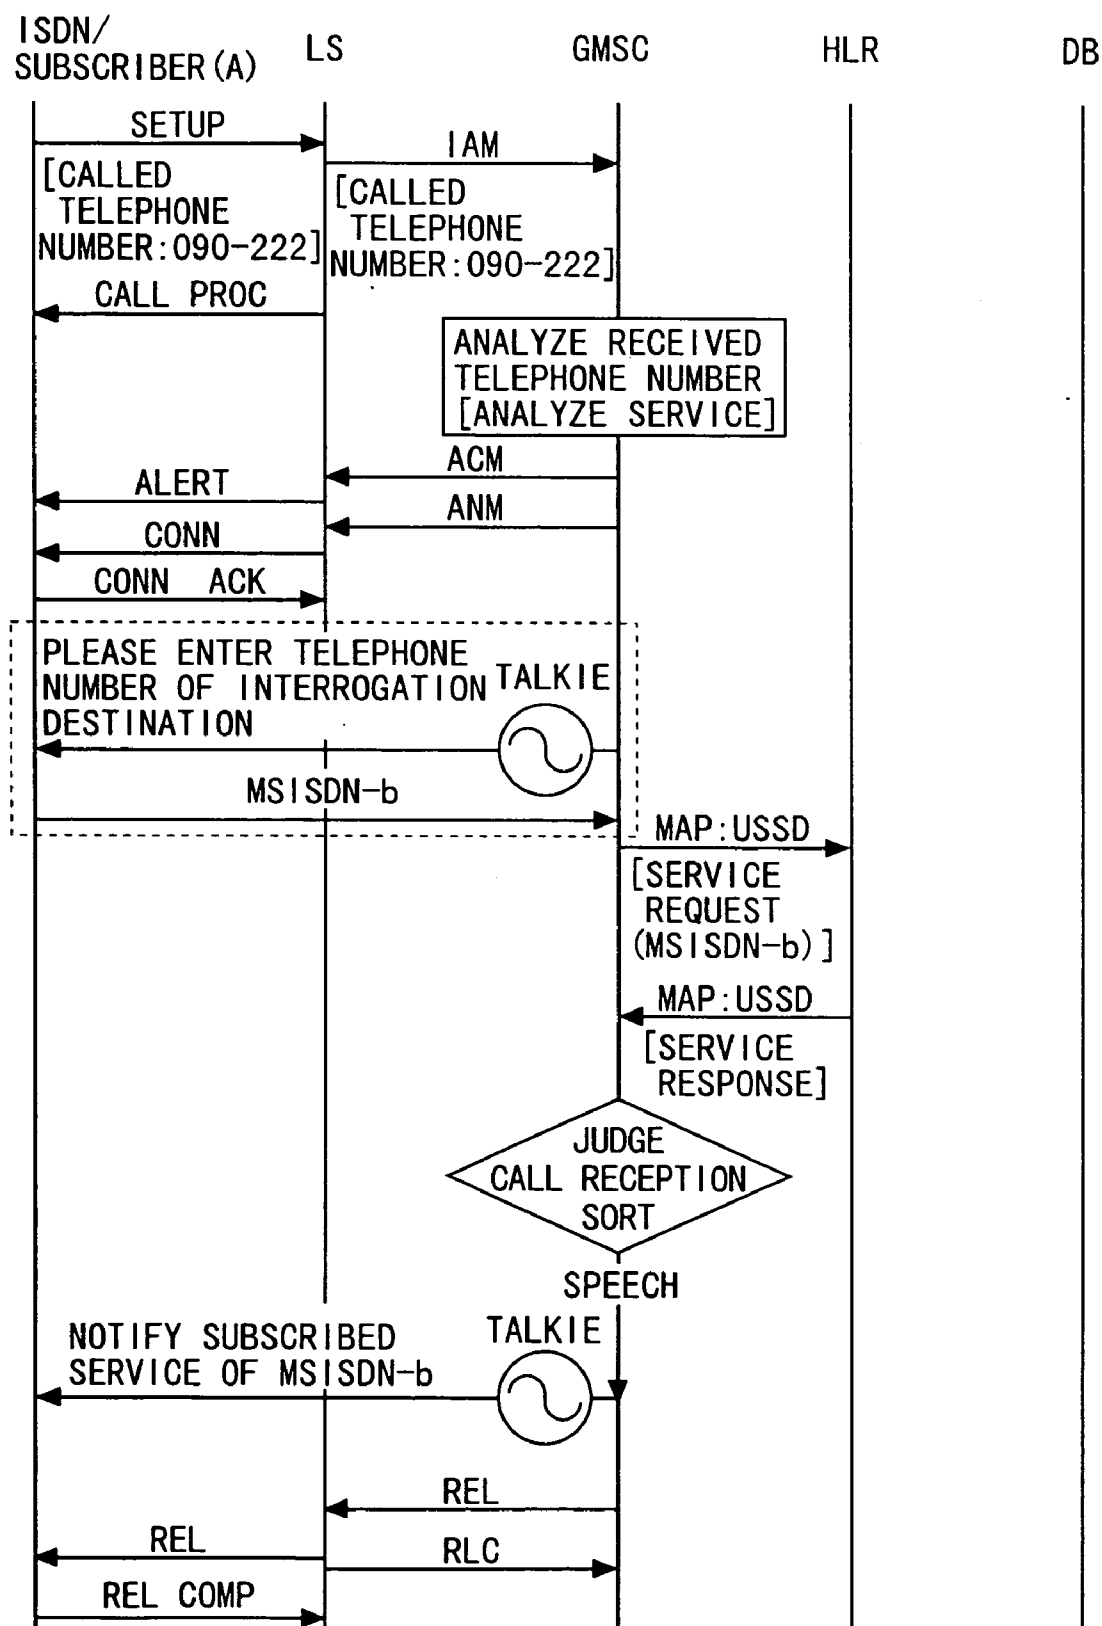 ISDN/
SUBSCRIBER(A)
LS
GMSC
HLR
DB
SETUP
IAM
[CALLED
TELEPHONE
NUMBER:090-222]
[CALLED
TELEPHONE
NUMBER:090-222]
CALL PROC
ANALYZE RECEIVED
TELEPHONE NUMBER
[ANALYZE SERVICE]
ACM
ALERT
ANM
CONN
CONN ACK
PLEASE ENTER TELEPHONE
NUMBER OF INTERROGATION
DESTINATION
TALKIE
MSISDN-b
MAP:USSD
[SERVICE
REQUEST
(MSISDN-b)]
MAP:USSD
[SERVICE
RESPONSE]
JUDGE
CALL RECEPTION
SORT
SPEECH
TALKIE
NOTIFY SUBSCRIBED
SERVICE OF MSISDN-b
REL
REL
RLC
REL COMP